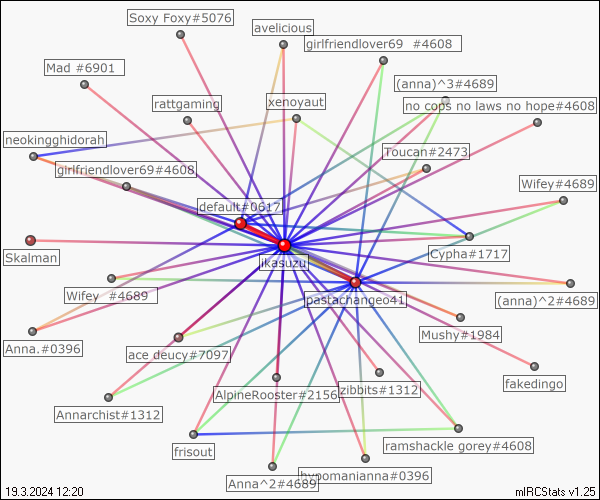 Soxy Foxy#5076
avelicious
girlfriendlover69 #4608
Mad #6901
(anna)^3#4689
rattgaming
xenoyaut
no cops no laws no hope#4608
neokingghidorah
Toucan#2473
girlfriendlover69#4608
Wifey#4689
default#0617
Skalman
ikasuzu
Cypha#1717
Wifey #4689
pastachangeo41
(anna)^2#4689
Anna.#0396
ace deucy#7097
Mushy#1984
AlpineRooster#2156
zibbits#1312
fakedingo
Annarchist#1312
frisout
ramshackle gorey#4608
Anna^2#4689
hypomanianna#0396
19.3.2024 12:20
mIRCStats v1.25